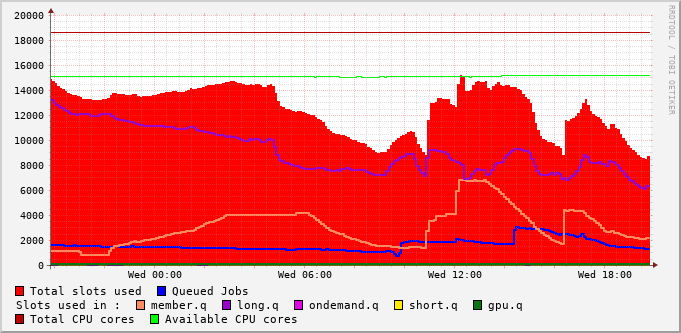 20000
18000
16000
14000
12000
10000
8000
6000
4000
2000
0
Wed 00:00 Wed 06:00 Wed 12:00 Wed 18:00
RRDTOOL / TOBI OETIKER
Total slots used Queued Jobs
Slots used in : member.q long.q ondemand.q short.q gpu.q
Total CPU cores Available CPU cores